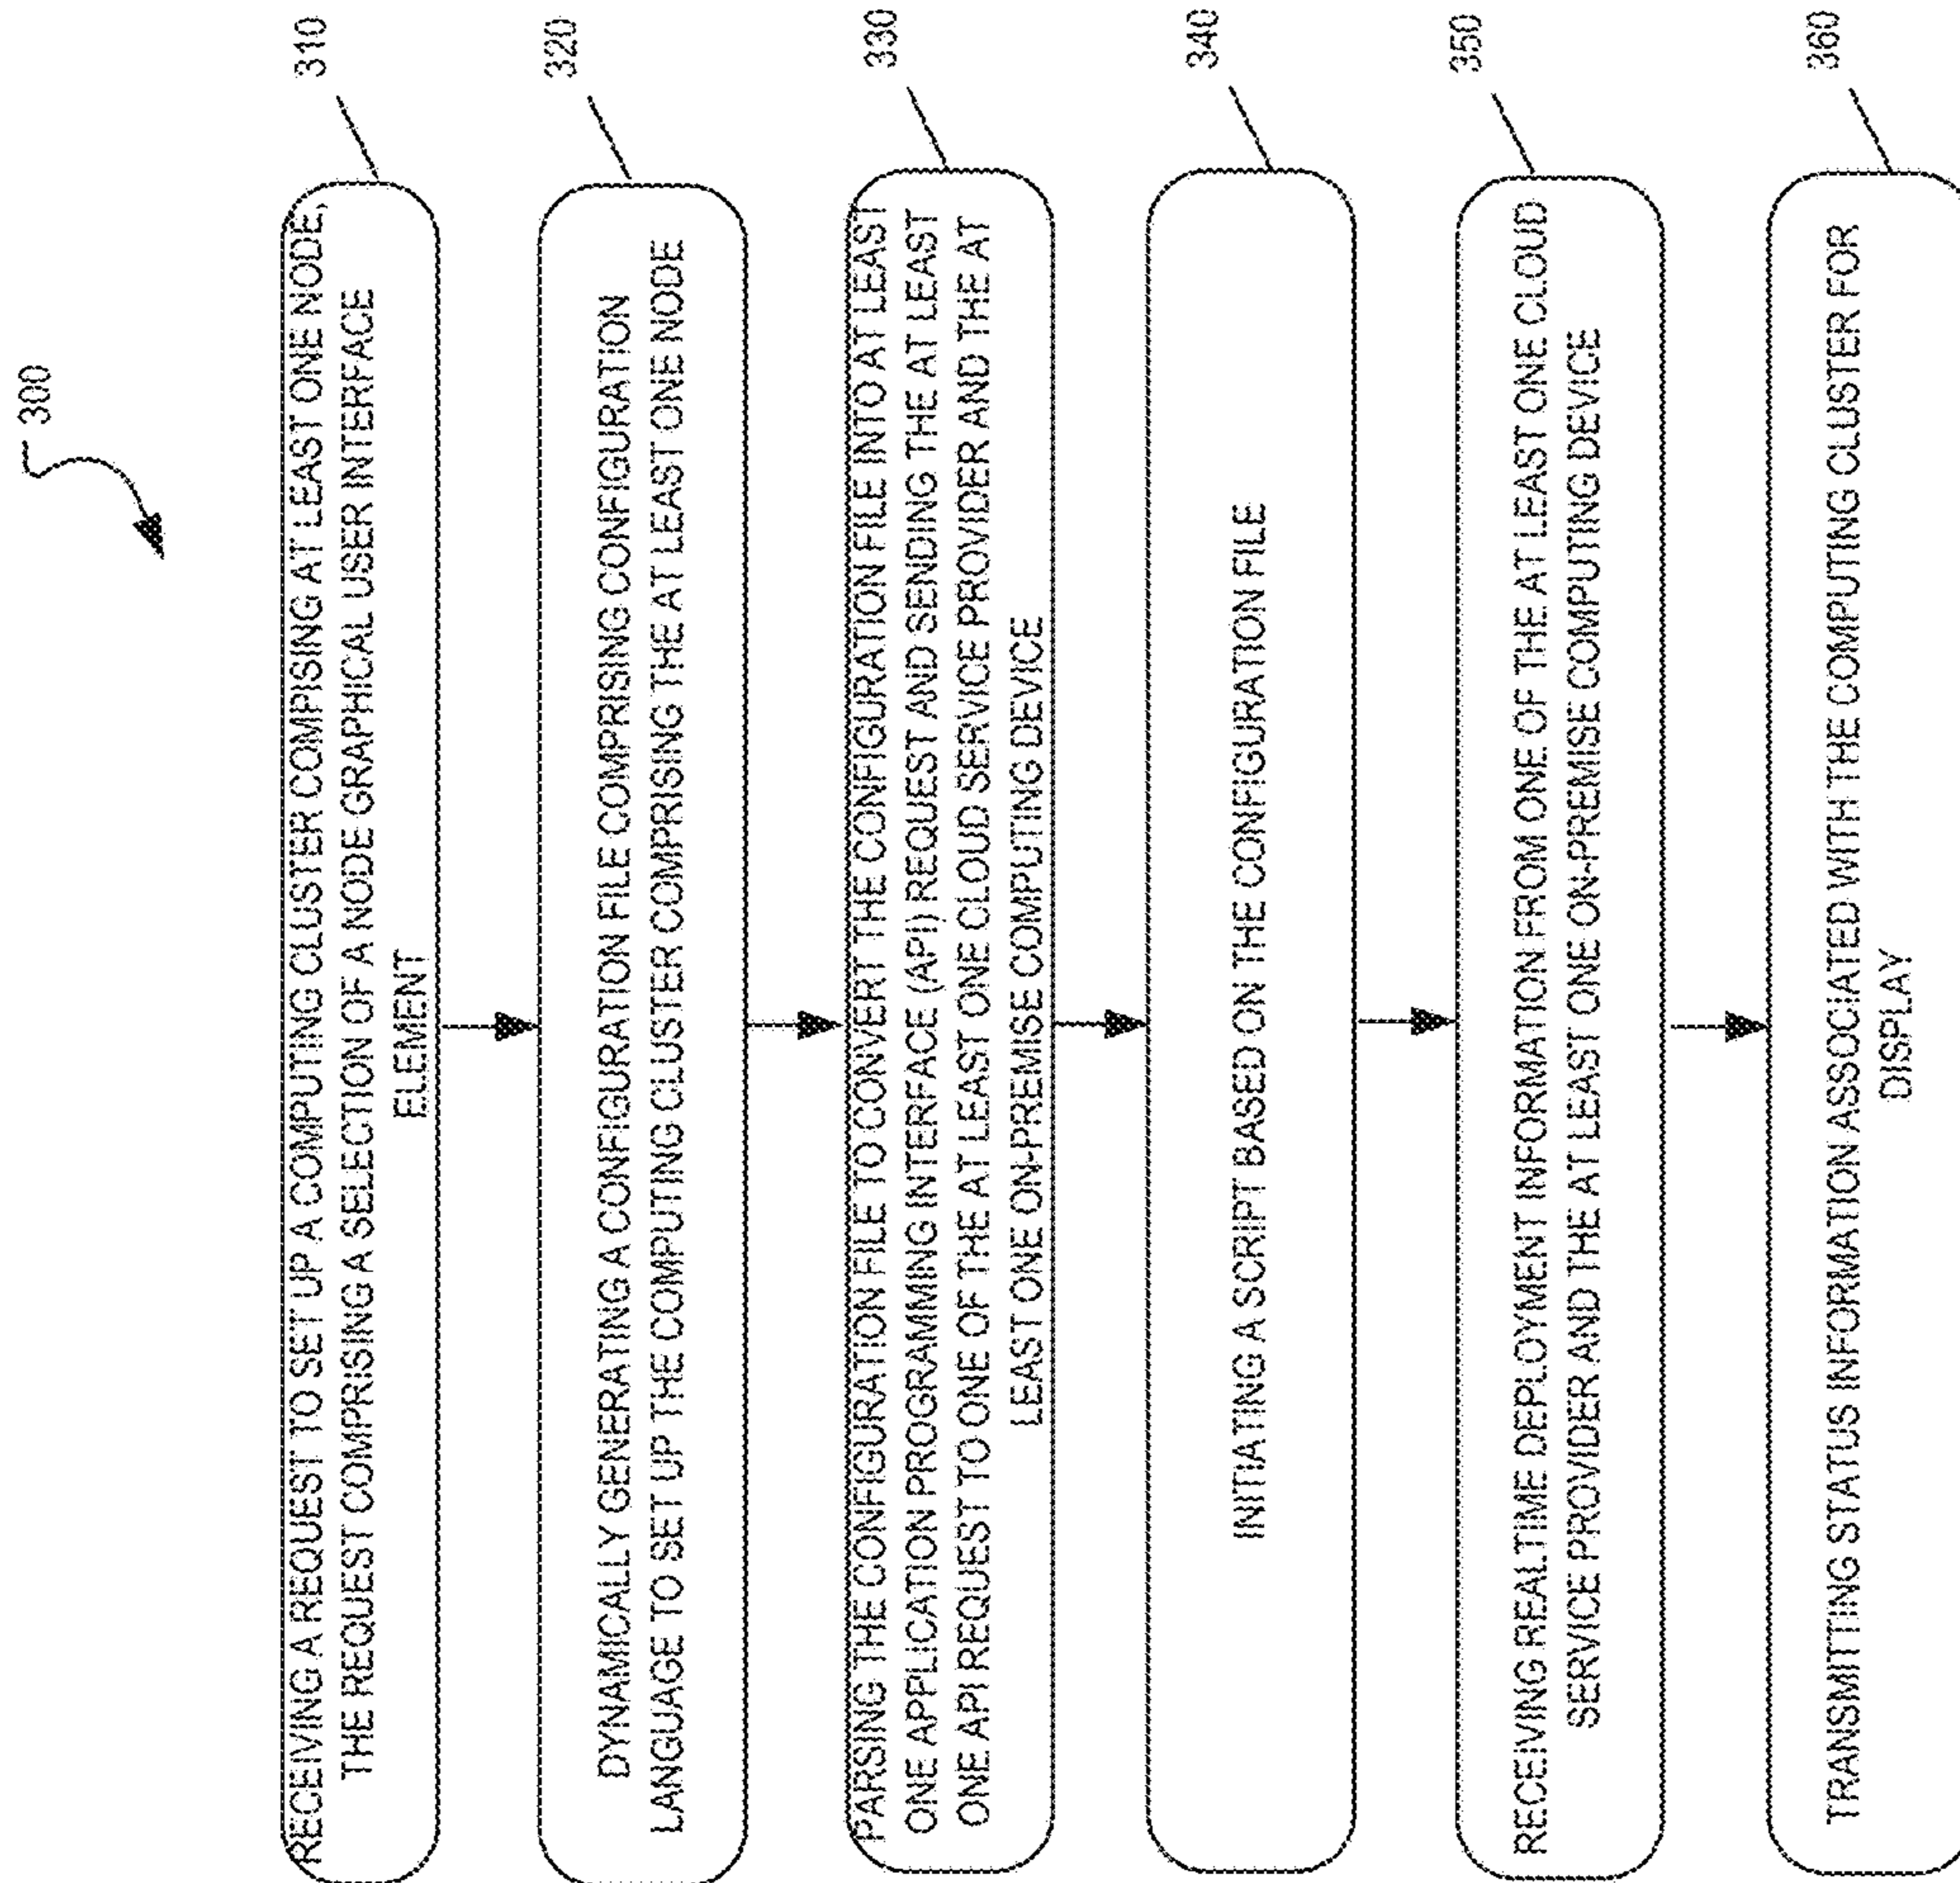 300
310
RECEIVING A REQUEST TO SET UP A COMPUTING CLUSTER COMPISING AT LEAST ONE NODE,
THE REQUEST COMPRISING A SELECTION OF A NODE GRAPHICAL USER INTERFACE
ELEMENT
320
DYNAMICALLY GENERATING A CONFIGURATION FILE COMPRISING CONFIGURATION
LANGUAGE TO SET UP THE COMPUTING CLUSTER COMPRISING THE AT LEAST ONE NODE
330
PARSING THE CONFIGURATION FILE TO CONVERT THE CONFIGURATION FILE INTO AT LEAST
ONE APPLICATION PROGRAMMING INTERFACE (API) REQUEST AND SENDING THE AT LEAST
ONE API REQUEST TO ONE OF THE AT LEAST ONE CLOUD SERVICE PROVIDER AND THE AT
LEAST ONE ON-PREMISE COMPUTING DEVICE
340
INITIATING A SCRIPT BASED ON THE CONFIGURATION FILE
350
RECEIVING REALTIME DEPLOYMENT INFORMATION FROM ONE OF THE AT LEAST ONE CLOUD
SERVICE PROVIDER AND THE AT LEAST ONE ON-PREMISE COMPUTING DEVICE
360
TRANSMITTING STATUS INFORMATION ASSOCIATED WITH THE COMPUTING CLUSTER FOR
DISPLAY